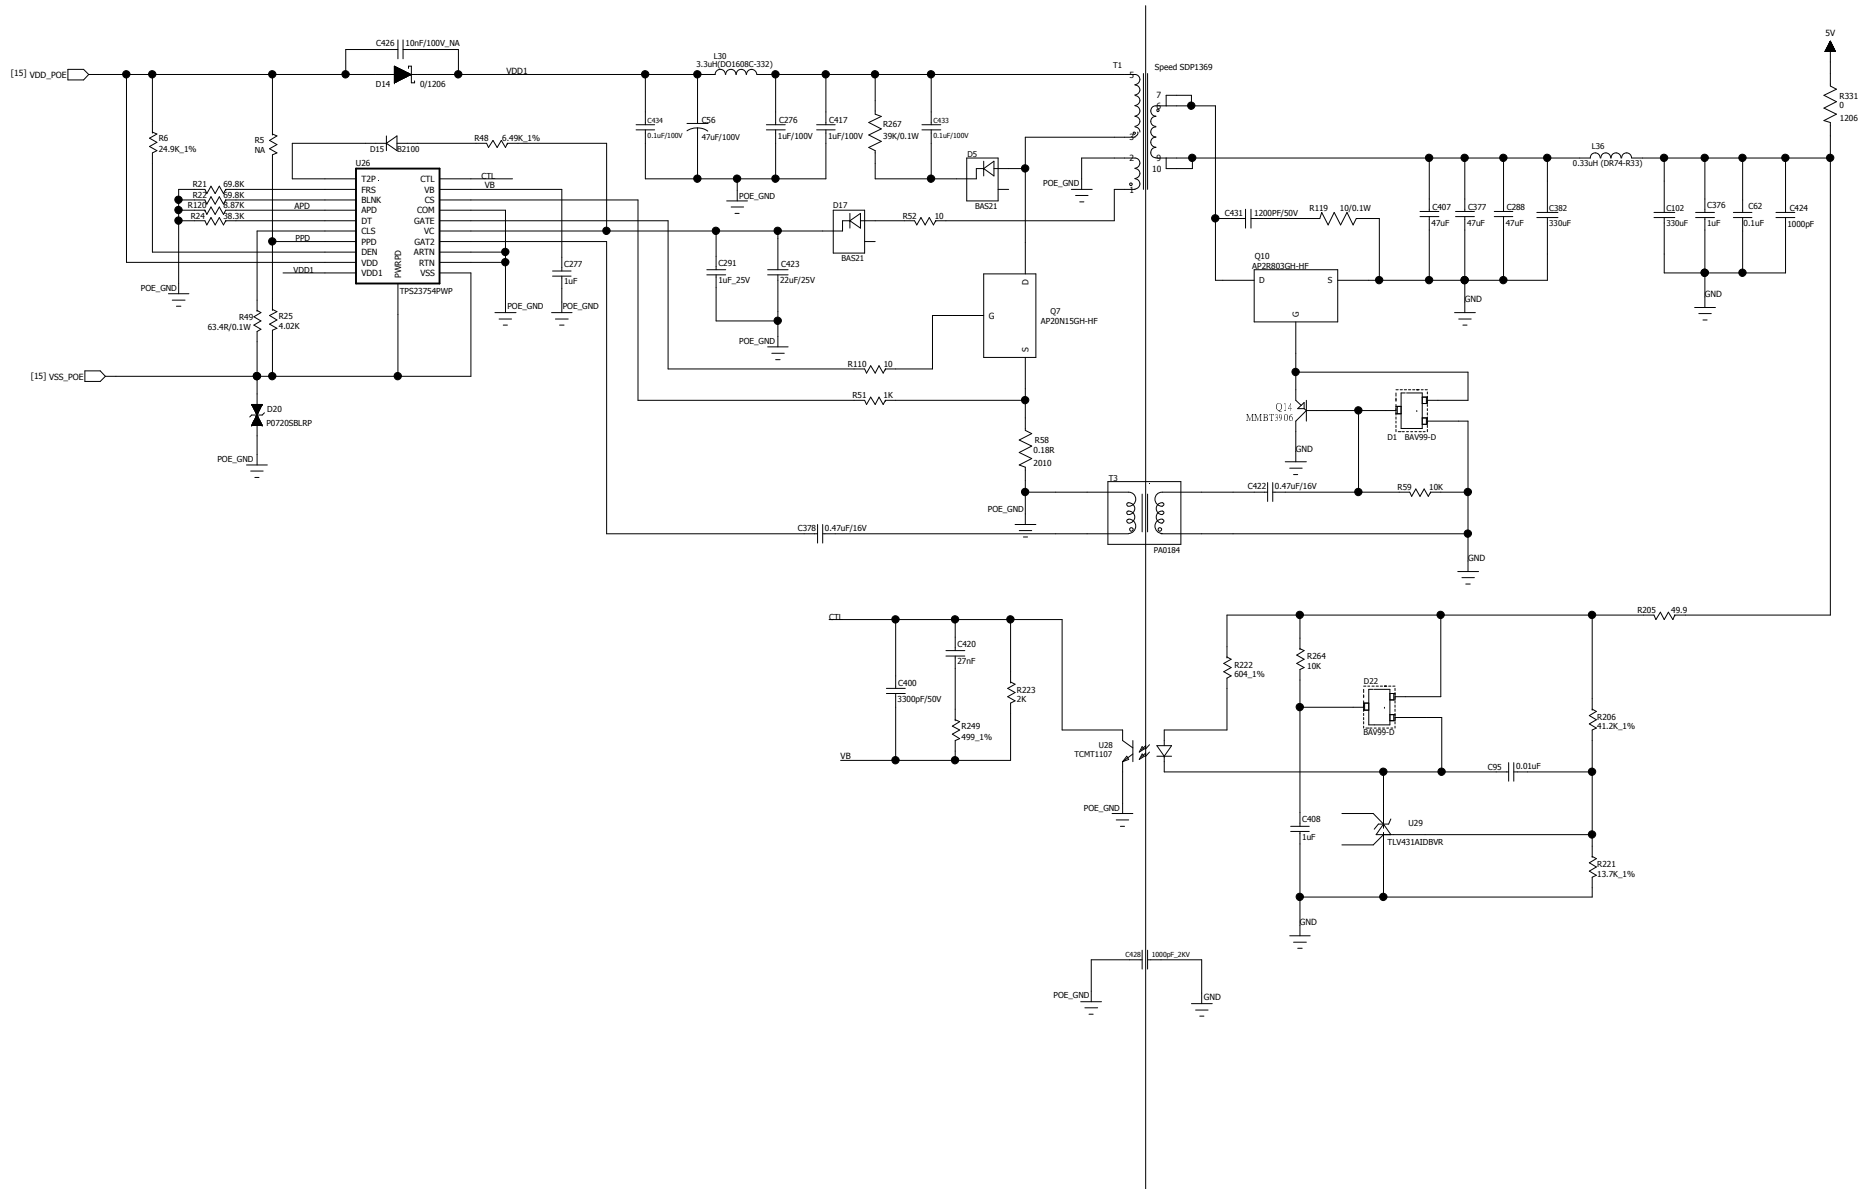 5V
C426 10nF/100V_NA
[15] VDD_POE
D14 0/1206
VDD1
L30
3.3uH(DO1608C-332)
T1
Speed SDP1369
R331
0
1206
R6
24.9K_1%
R5
NA
D15 B2100
R48 6.49K_1%
C434
0.1uF/100V
C56
47uF/100V
C276
1uF/100V
C417
1uF/100V
R267
39K/0.1W
C433
0.1uF/100V
D5
BAS21
5
3
2
1
7
6
9
10
L36
0.33uH (DR74-R33)
U26
T2P
FRS
BLNK
APD
DT
CLS
PPD
DEN
VDD
VDD1
CTL
VB
CS
COM
GATE
VC
GAT2
ARTN
RTN
VSS
PWRPD
TPS23754PWP
CTL
VB
R21 69.8K
R22 69.8K
R120 8.87K
R24 38.3K
APD
PPD
VDD1
POE_GND
POE_GND
POE_GND
D17
BAS21
R52 10
C431 1200PF/50V
R119 10/0.1W
C407
47uF
C377
47uF
C288
47uF
C382
330uF
C102
330uF
C376
1uF
C62
0.1uF
C424
1000pF
Q10
AP2R803GH-HF
D S
G
GND
GND
C291
1uF_25V
C423
22uF/25V
POE_GND
C277
1uF
POE_GND
POE_GND
R49
63.4R/0.1W
R25
4.02K
D
G
S
Q7
AP20N15GH-HF
R110 10
R51 1K
[15] VSS_POE
D20
P0720SBLRP
POE_GND
R58
0.18R
2010
POE_GND
Q14
MMBT3906
GND
D1 BAV99-D
T3
PA0184
C422 0.47uF/16V
R59 10K
C378 0.47uF/16V
GND
CTL
C420
27nF
C400
3300pF/50V
R223
2K
R249
499_1%
VB
U28
TCMT1107
POE_GND
R205 49.9
R222
604_1%
R264
10K
D22
BAV99-D
R206
41.2K_1%
C95 0.01uF
C408
1uF
U29
TLV431AIDBVR
R221
13.7K_1%
GND
C428 1000pF_2KV
POE_GND
GND